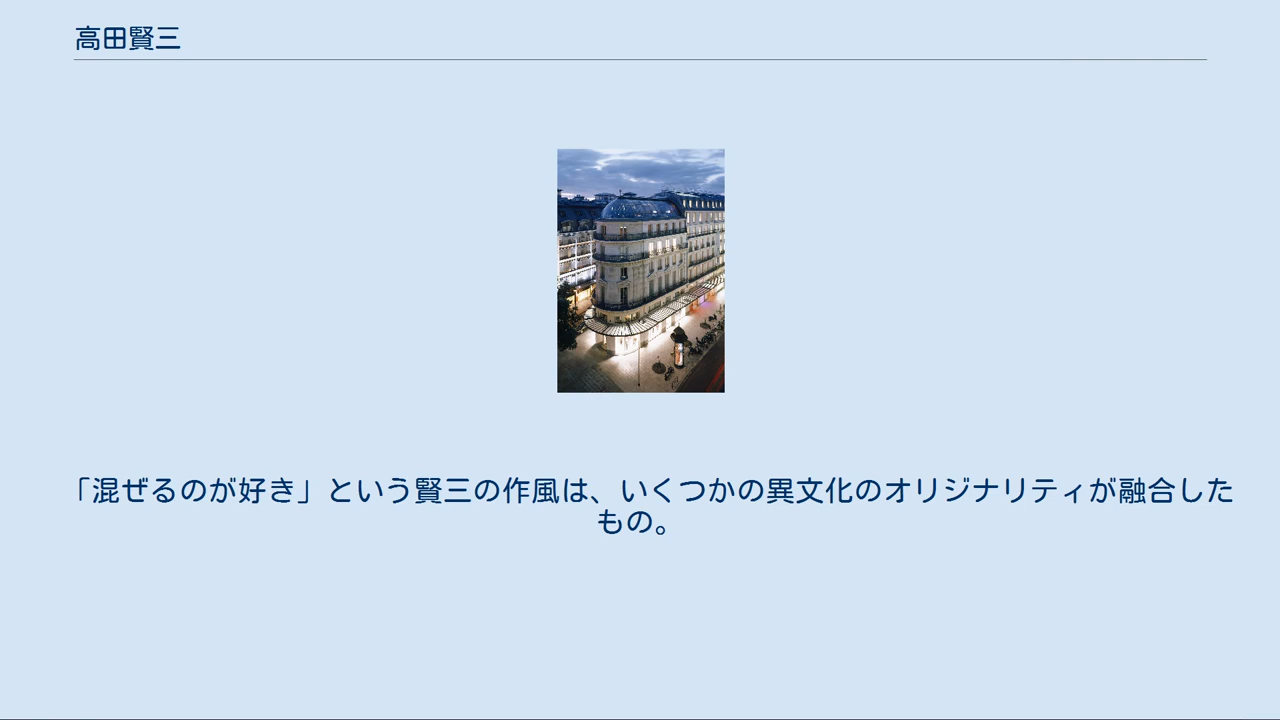 高田賢三
「混ぜるのが好き」という賢三の作風は、いくつかの異文化のオリジナリティが融合した
もの。